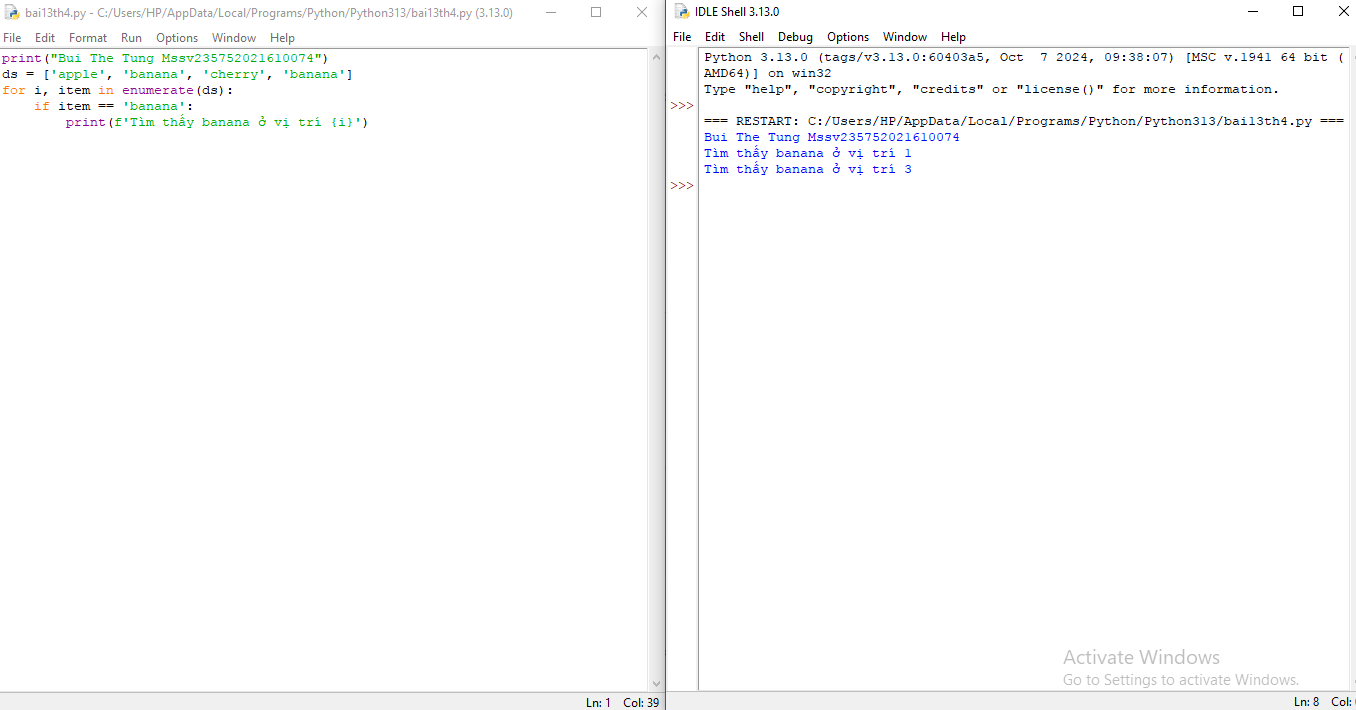 bai13th4.py - C:/Users/HP/AppData/Local/Programs/Python/Python313/bai13th4.py (3.13.0)
File Edit Format Run Options Window Help
print("Bui The Tung Mssv235752021610074")
ds = ['apple', 'banana', 'cherry', 'banana']
for i, item in enumerate(ds):
    if item == 'banana':
        print(f'Tìm thấy banana ở vị trí {i}')
Ln: 1 Col: 39
IDLE Shell 3.13.0
File Edit Shell Debug Options Window Help
Python 3.13.0 (tags/v3.13.0:60403a5, Oct  7 2024, 09:38:07) [MSC v.1941 64 bit (
AMD64)] on win32
Type "help", "copyright", "credits" or "license()" for more information.
>>>
=== RESTART: C:/Users/HP/AppData/Local/Programs/Python/Python313/bai13th4.py ===
Bui The Tung Mssv235752021610074
Tìm thấy banana ở vị trí 1
Tìm thấy banana ở vị trí 3
>>>
Activate Windows
Go to Settings to activate Windows.
Ln: 8 Col: